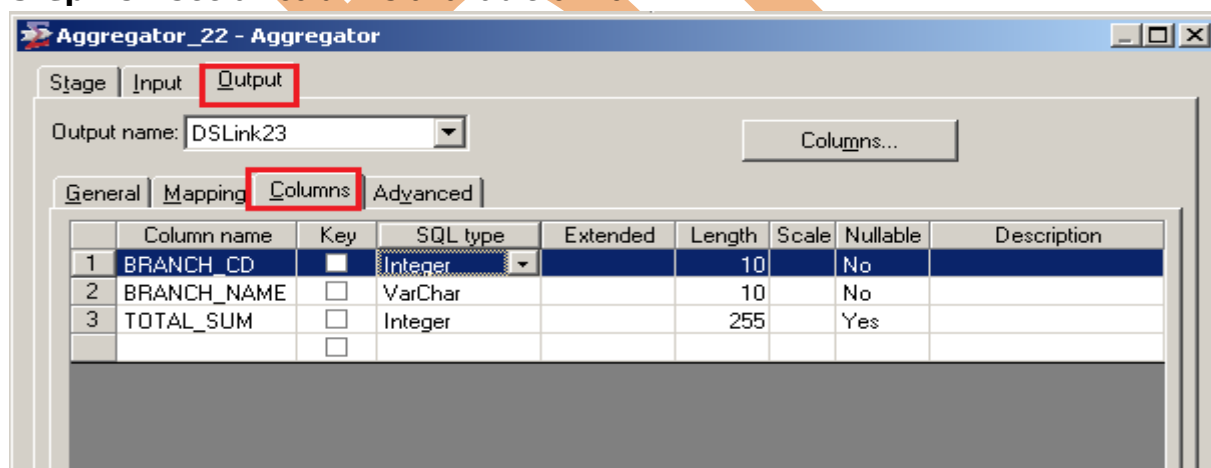 Aggregator_22 - Aggregator
Stage Input Output
Output name: DSLink23 Columns...
General Mapping Columns Advanced
Column name Key SQL type Extended Length Scale Nullable Description
1 BRANCH_CD Integer 10 No
2 BRANCH_NAME VarChar 10 No
3 TOTAL_SUM Integer 255 Yes